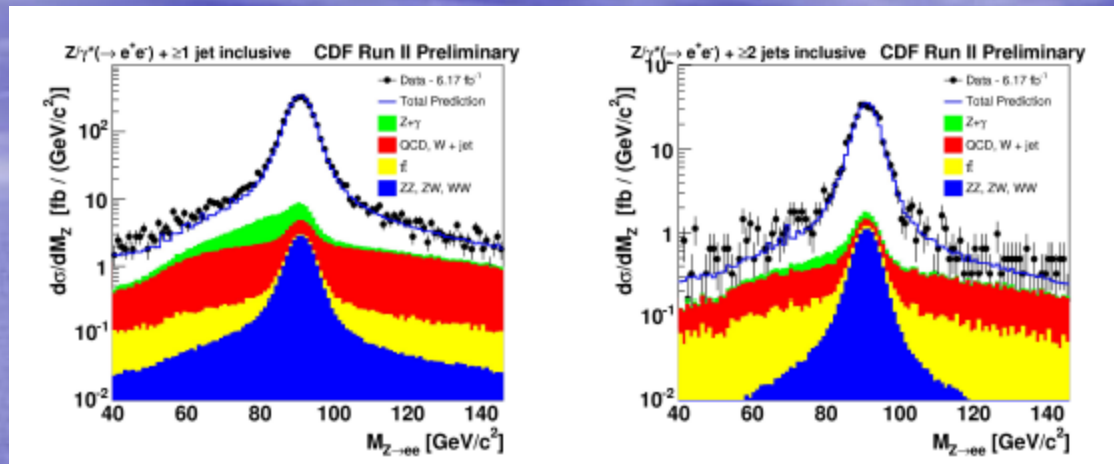 Z/γ*(→ e⁺e⁻) + ≥1 jet inclusive CDF Run II Preliminary
dσ/dM_Z [fb / (GeV/c²)]
Data - 6.17 fb⁻¹
Total Prediction
Z+γ
QCD, W + jet
tt̄
ZZ, ZW, WW
10²
10
1
10⁻¹
10⁻²
40 60 80 100 120 140
M_Z→ee [GeV/c²]
Z/γ*(→ e⁺e⁻) + ≥2 jets inclusive CDF Run II Preliminary
dσ/dM_Z [fb / (GeV/c²)]
Data - 6.17 fb⁻¹
Total Prediction
Z+γ
QCD, W + jet
tt̄
ZZ, ZW, WW
10²
10
1
10⁻¹
10⁻²
40 60 80 100 120 140
M_Z→ee [GeV/c²]